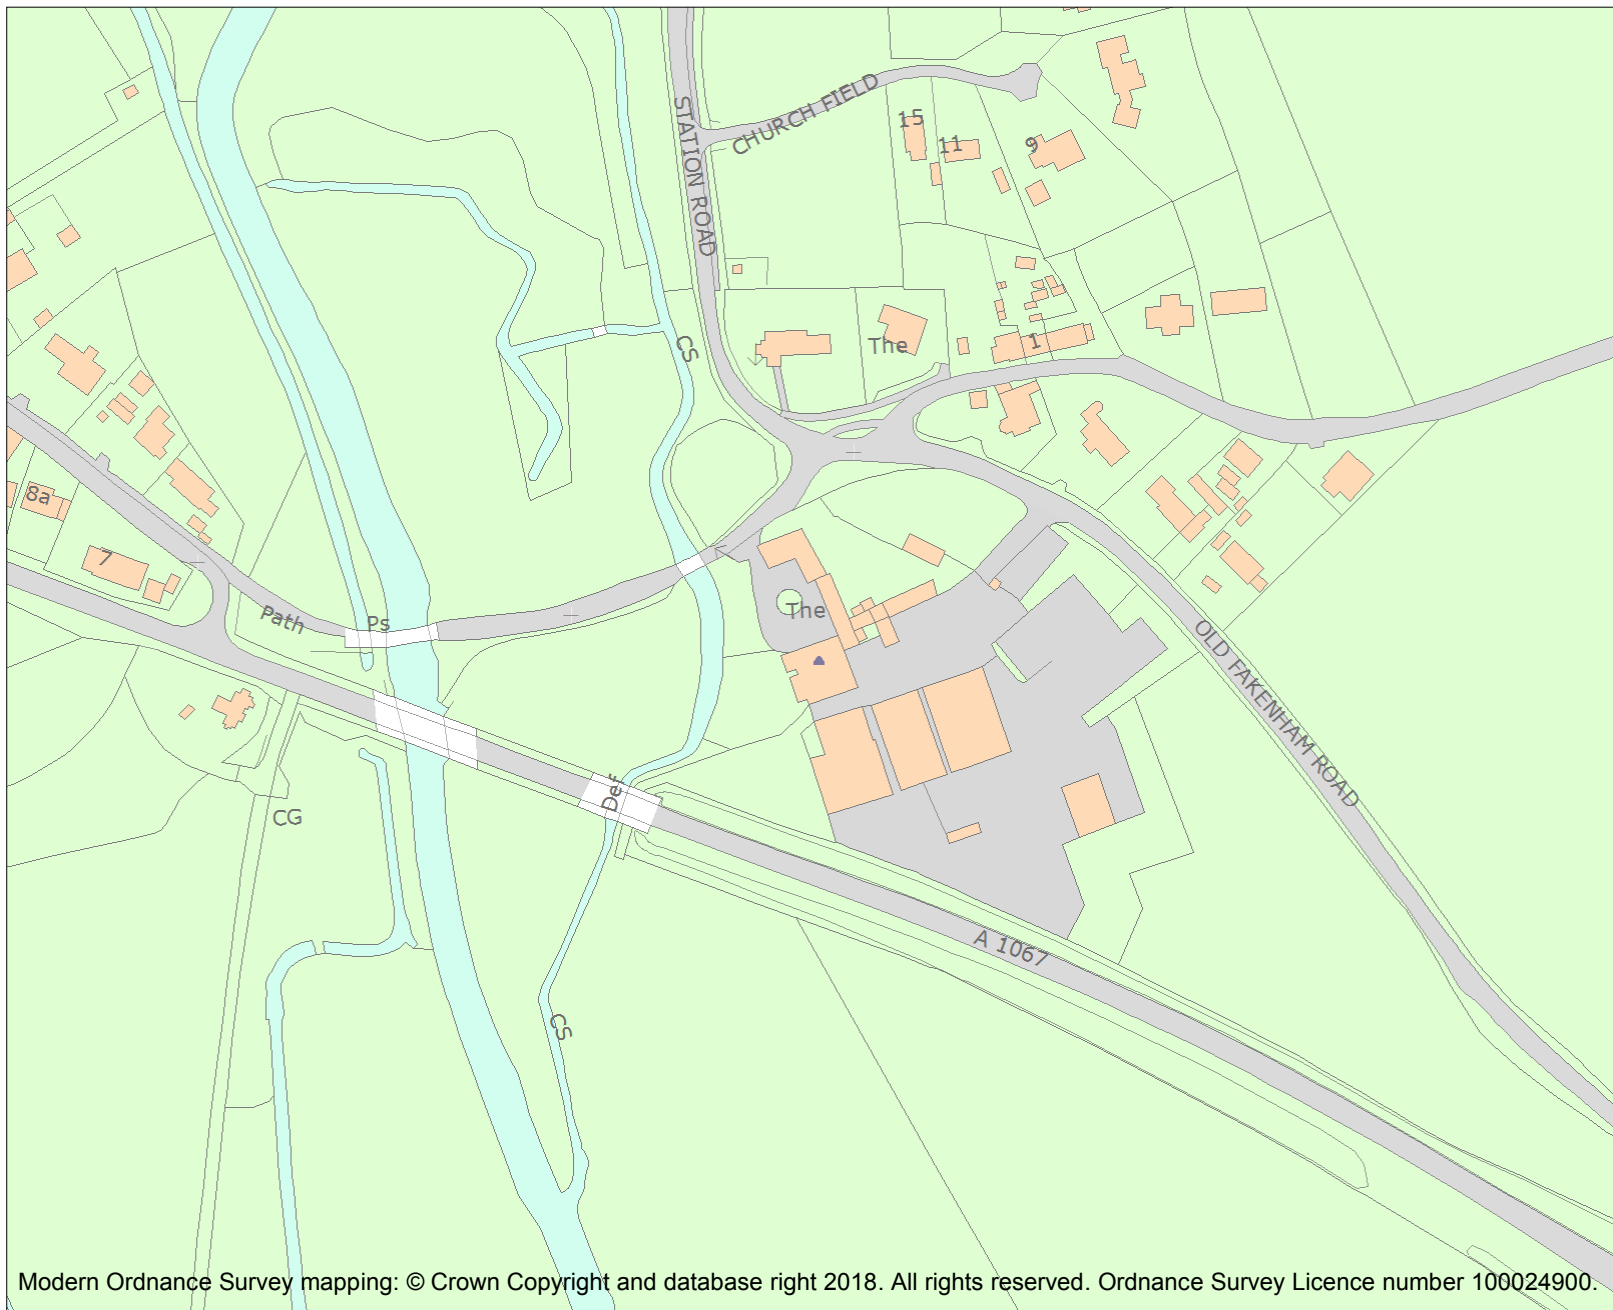 STATION ROAD
CHURCH FIELD
15
11
9
CS
The
1
8a
7
Path
Ps
The
OLD FAKENHAM ROAD
Def
CG
A 1067
CS
Modern Ordnance Survey mapping: © Crown Copyright and database right 2018. All rights reserved. Ordnance Survey Licence number 100024900.